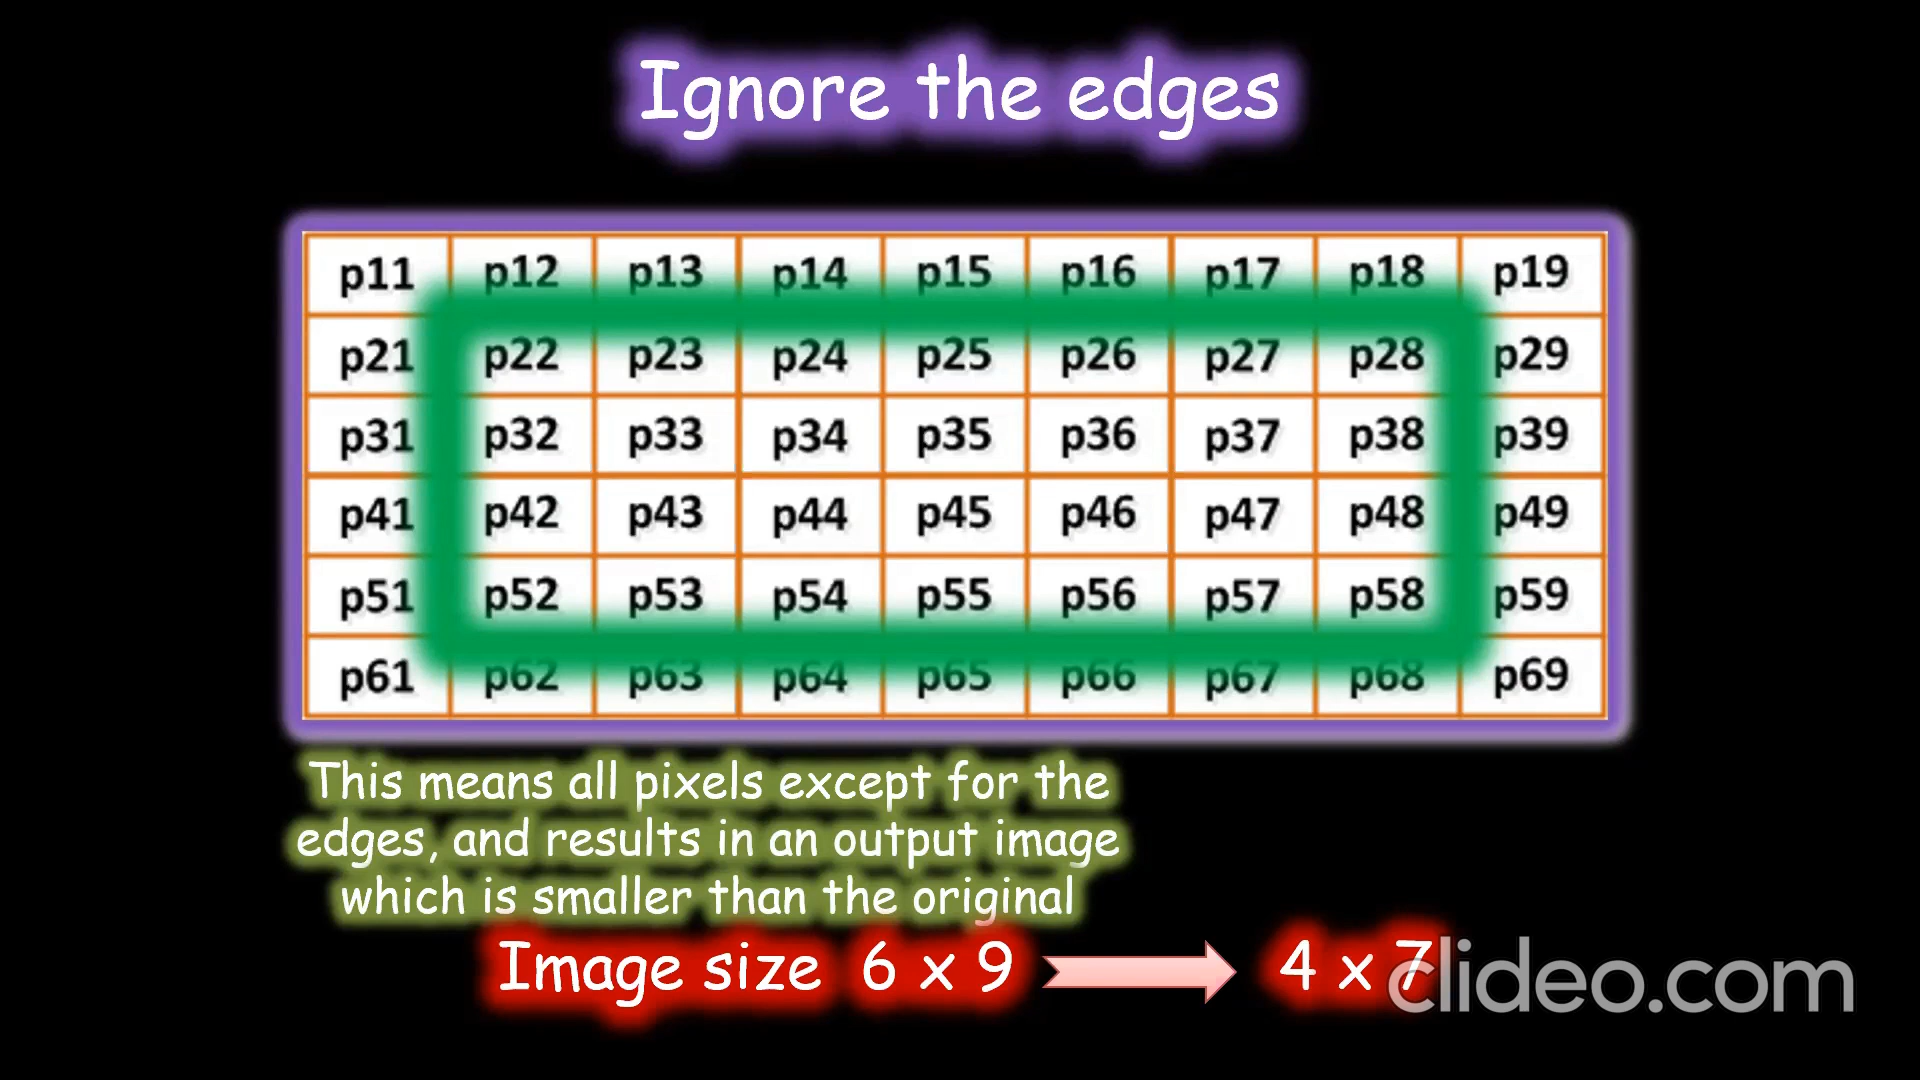 Ignore the edges
p11 p12 p13 p14 p15 p16 p17 p18 p19
p21 p22 p23 p24 p25 p26 p27 p28 p29
p31 p32 p33 p34 p35 p36 p37 p38 p39
p41 p42 p43 p44 p45 p46 p47 p48 p49
p51 p52 p53 p54 p55 p56 p57 p58 p59
p61 p62 p63 p64 p65 p66 p67 p68 p69
This means all pixels except for the
edges, and results in an output image
which is smaller than the original
Image size 6 x 9 4 x 7
clideo.com